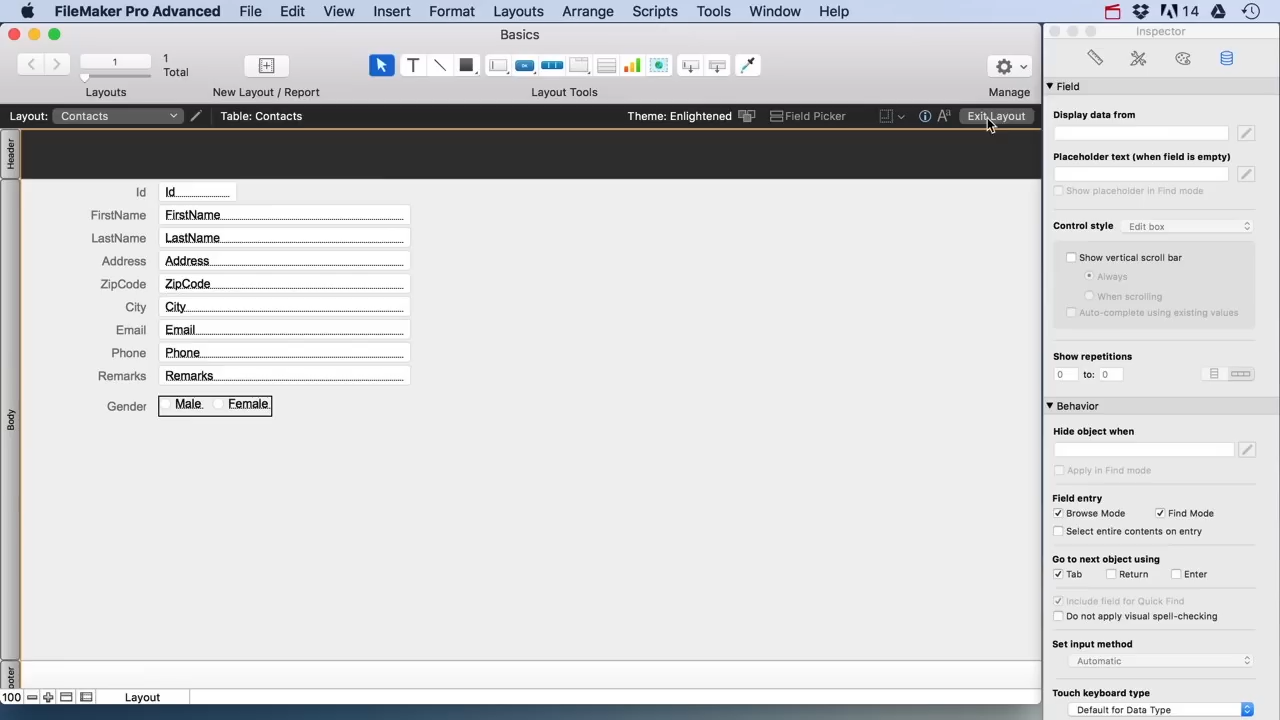 FileMaker Pro Advanced File Edit View Insert Format Layouts Arrange Scripts Tools Window Help 14
Basics
1
1
Total
Layouts
New Layout / Report
Layout Tools
Manage
Layout: Contacts
Table: Contacts
Theme: Enlightened
Field Picker
Aª
Exit Layout
Header
Id Id
FirstName FirstName
LastName LastName
Address Address
ZipCode ZipCode
City City
Email Email
Phone Phone
Remarks Remarks
Gender Male Female
Body
100
Layout
Inspector
Field
Display data from
Placeholder text (when field is empty)
Show placeholder in Find mode
Control style Edit box
Show vertical scroll bar
Always
When scrolling
Auto-complete using existing values
Show repetitions
0 to: 0
Behavior
Hide object when
Apply in Find mode
Field entry
Browse Mode Find Mode
Select entire contents on entry
Go to next object using
Tab Return Enter
Include field for Quick Find
Do not apply visual spell-checking
Set input method
Automatic
Touch keyboard type
Default for Data Type